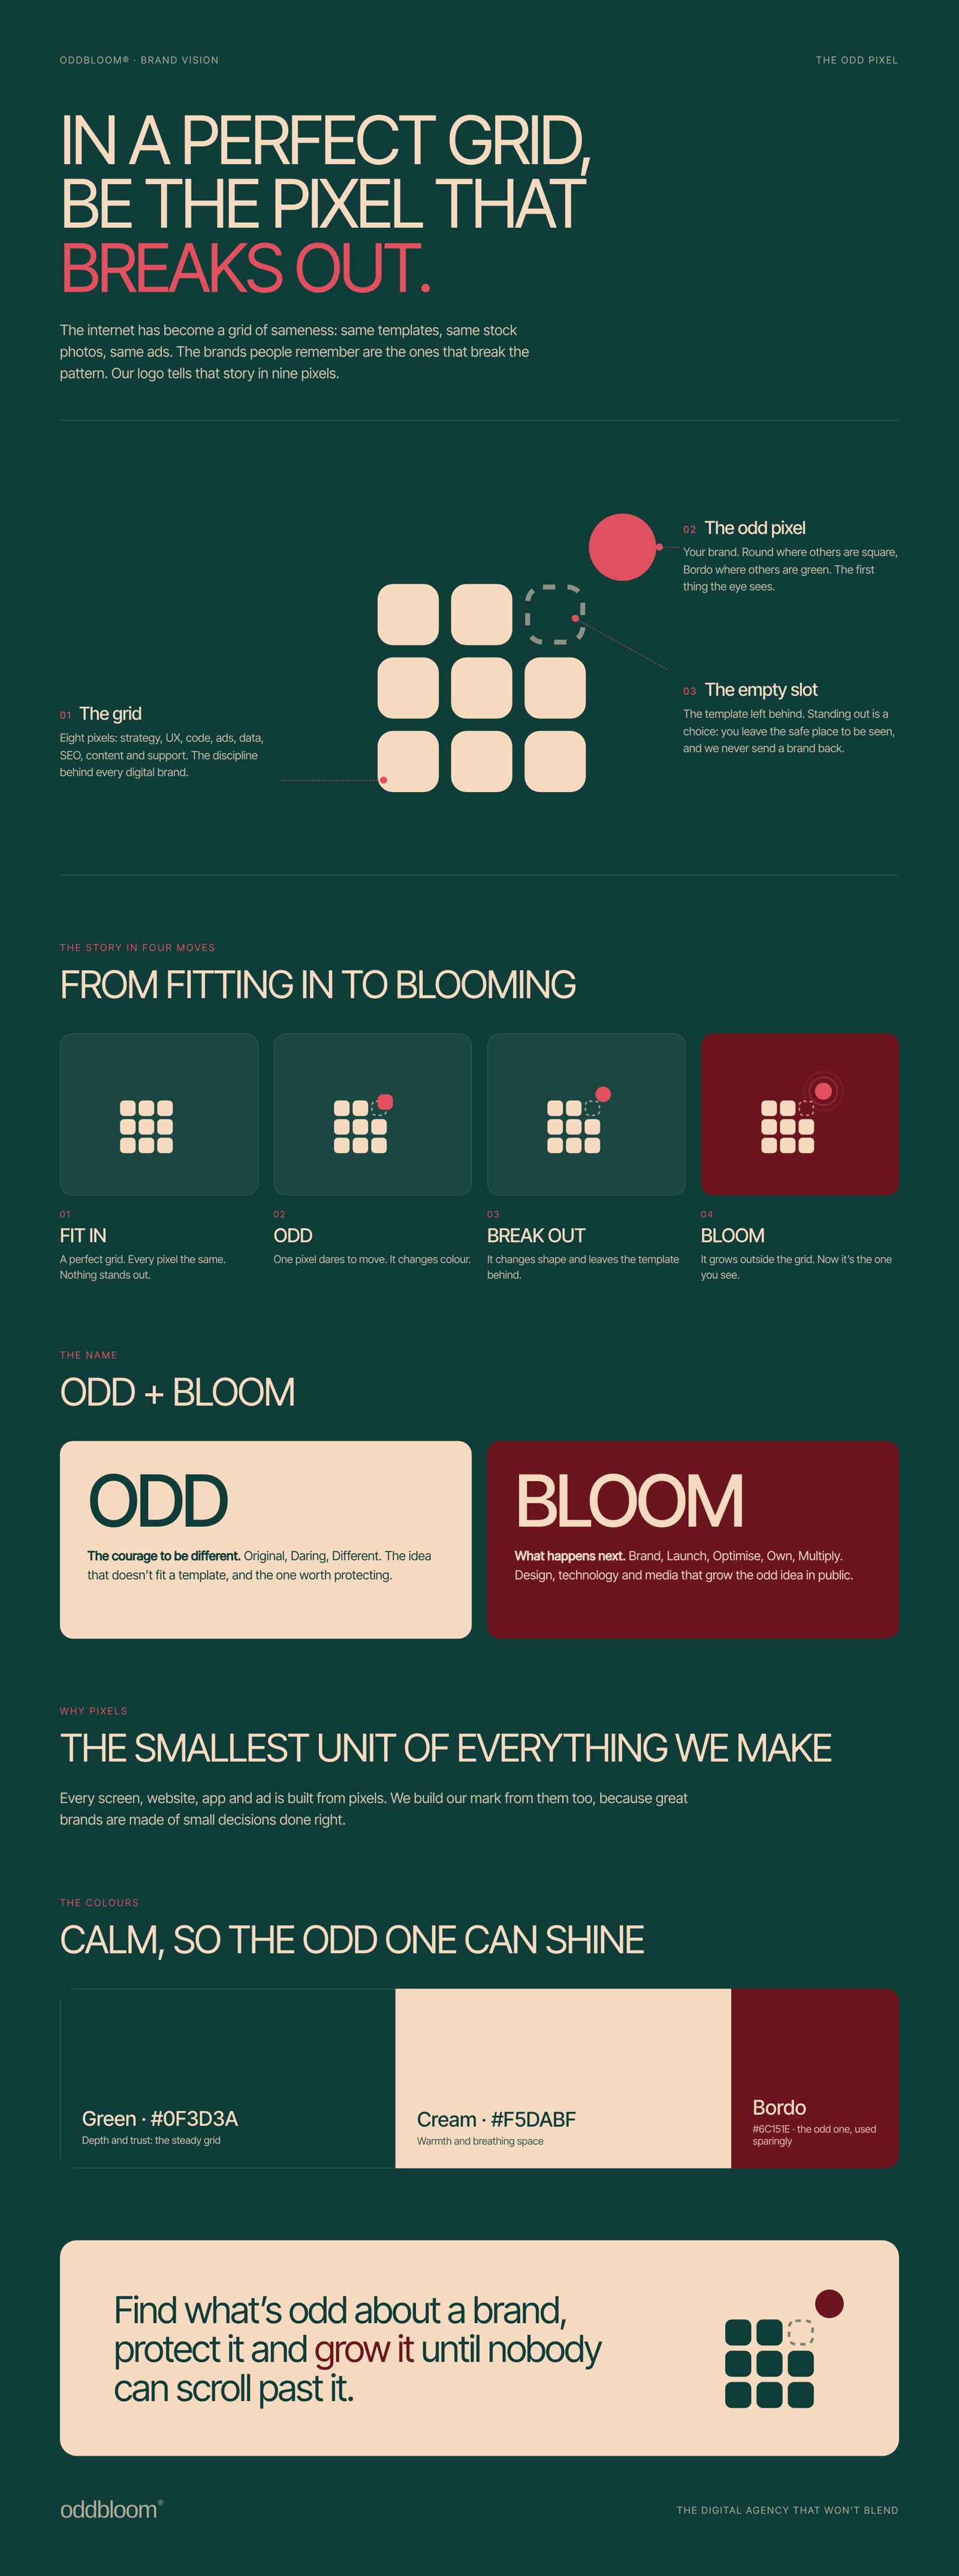 ODDBLOOM® · BRAND VISION
THE ODD PIXEL
IN A PERFECT GRID,
BE THE PIXEL THAT
BREAKS OUT.
The internet has become a grid of sameness: same templates, same stock
photos, same ads. The brands people remember are the ones that break the
pattern. Our logo tells that story in nine pixels.
02 The odd pixel
Your brand. Round where others are square,
Bordo where others are green. The first
thing the eye sees.
03 The empty slot
The template left behind. Standing out is a
choice: you leave the safe place to be seen,
and we never send a brand back.
01 The grid
Eight pixels: strategy, UX, code, ads, data,
SEO, content and support. The discipline
behind every digital brand.
THE STORY IN FOUR MOVES
FROM FITTING IN TO BLOOMING
01
FIT IN
A perfect grid. Every pixel the same.
Nothing stands out.
02
ODD
One pixel dares to move. It changes colour.
03
BREAK OUT
It changes shape and leaves the template
behind.
04
BLOOM
It grows outside the grid. Now it’s the one
you see.
THE NAME
ODD + BLOOM
ODD
The courage to be different. Original, Daring, Different. The idea
that doesn’t fit a template, and the one worth protecting.
BLOOM
What happens next. Brand, Launch, Optimise, Own, Multiply.
Design, technology and media that grow the odd idea in public.
WHY PIXELS
THE SMALLEST UNIT OF EVERYTHING WE MAKE
Every screen, website, app and ad is built from pixels. We build our mark from them too, because great
brands are made of small decisions done right.
THE COLOURS
CALM, SO THE ODD ONE CAN SHINE
Green · #0F3D3A
Depth and trust: the steady grid
Cream · #F5DABF
Warmth and breathing space
Bordo
#6C151E · the odd one, used
sparingly
Find what’s odd about a brand,
protect it and grow it until nobody
can scroll past it.
oddbloom®
THE DIGITAL AGENCY THAT WON’T BLEND